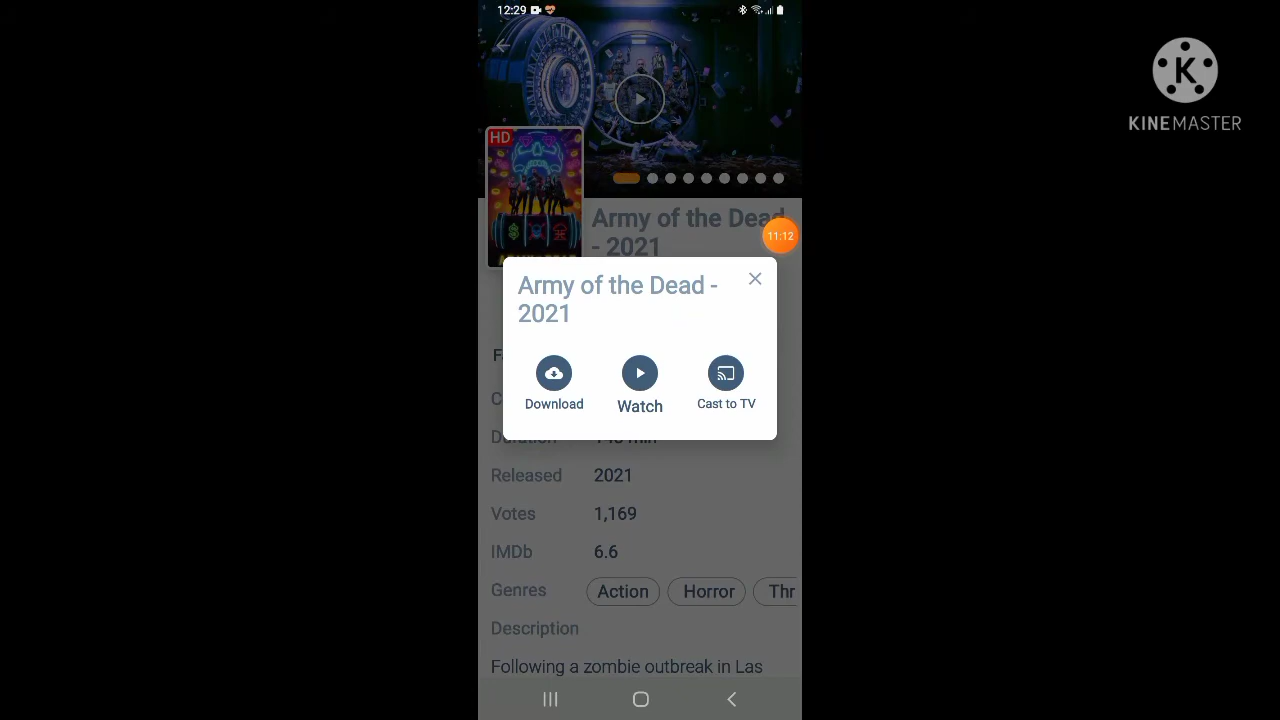 12:29
KINEMASTER
HD
Army of the Dead
- 2021
11:12
Army of the Dead -
2021
Download
Watch
Cast to TV
Duration
Released 2021
Votes 1,169
IMDb 6.6
Genres Action Horror Thr
Description
Following a zombie outbreak in Las